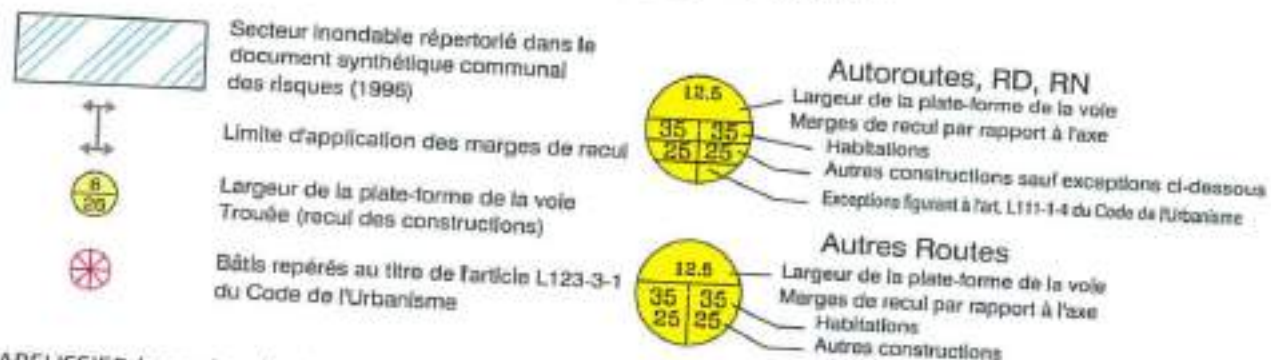 Secteur inondable répertorié dans le
document synthétique communal
des risques (1995)
Limite d'application des marges de recul
8
25
Largeur de la plate-forme de la voie
Trouée (recul des constructions)
Bâtis repérés au titre de l'article L123-3-1
du Code de l'Urbanisme
Autoroutes, RD, RN
12.5
35 35
25 25
Largeur de la plate-forme de la voie
Marges de recul par rapport à l'axe
Habitations
Autres constructions sauf exceptions ci-dessous
Exceptions figurant à l'art. L111-1-4 du Code de l'Urbanisme
Autres Routes
12.5
35 35
25 25
Largeur de la plate-forme de la voie
Marges de recul par rapport à l'axe
Habitations
Autres constructions